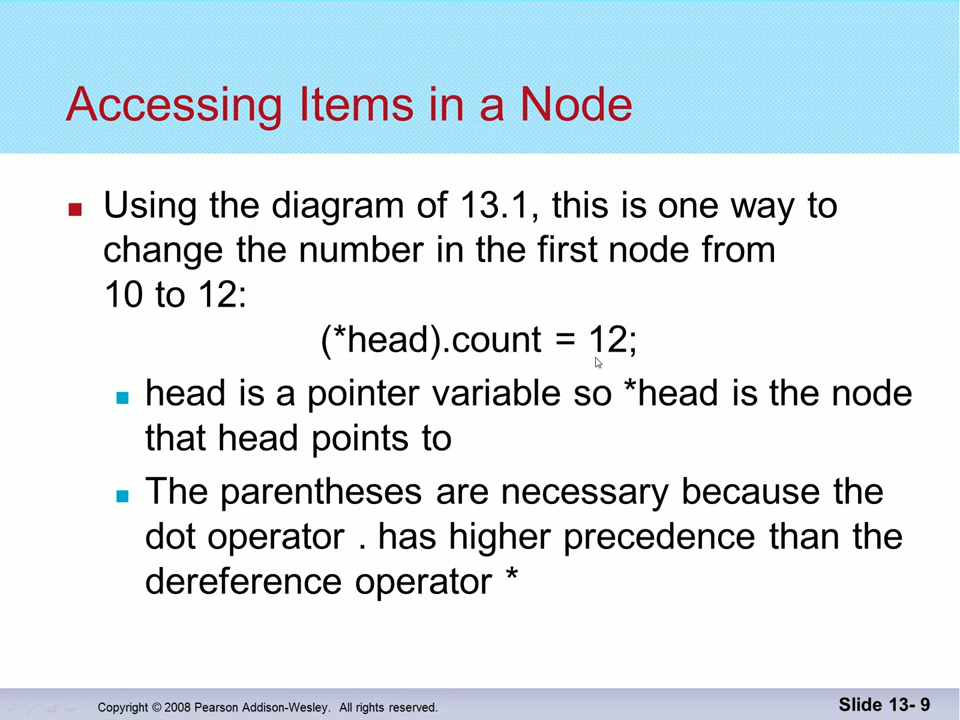 Accessing Items in a Node
Using the diagram of 13.1, this is one way to
change the number in the first node from
10 to 12:
(*head).count = 12;
head is a pointer variable so *head is the node
that head points to
The parentheses are necessary because the
dot operator . has higher precedence than the
dereference operator *
Copyright © 2008 Pearson Addison-Wesley. All rights reserved.
Slide 13- 9